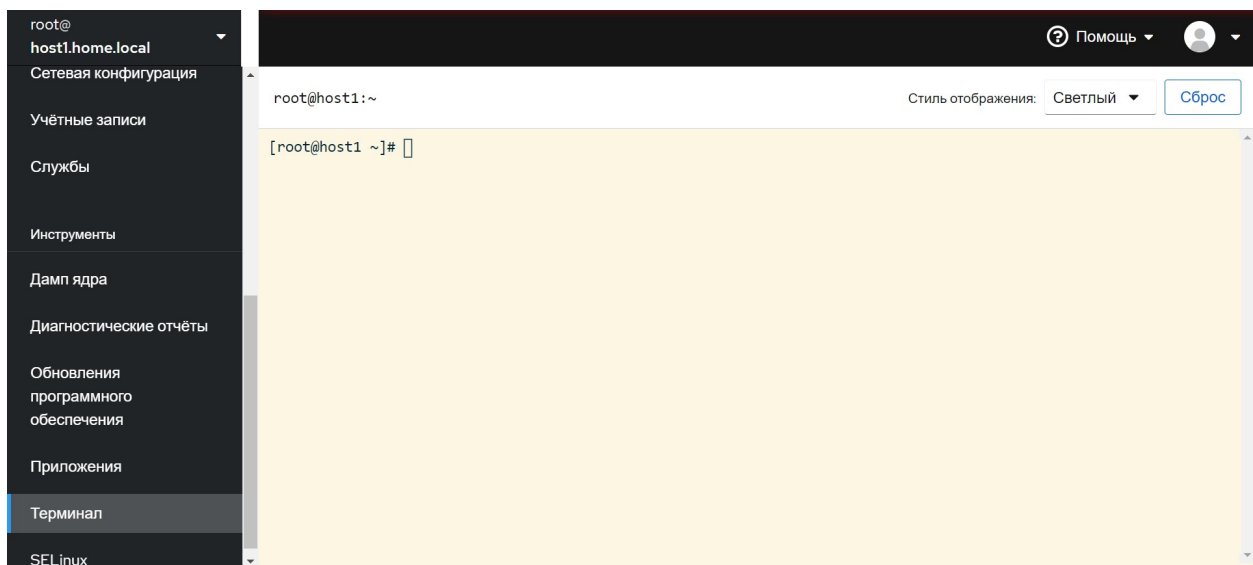 root@
host1.home.local
Помощь
Сетевая конфигурация
Учётные записи
Службы
Инструменты
Дамп ядра
Диагностические отчёты
Обновления
программного
обеспечения
Приложения
Терминал
SELinux
root@host1:~
Стиль отображения: Светлый Сброс
[root@host1 ~]#